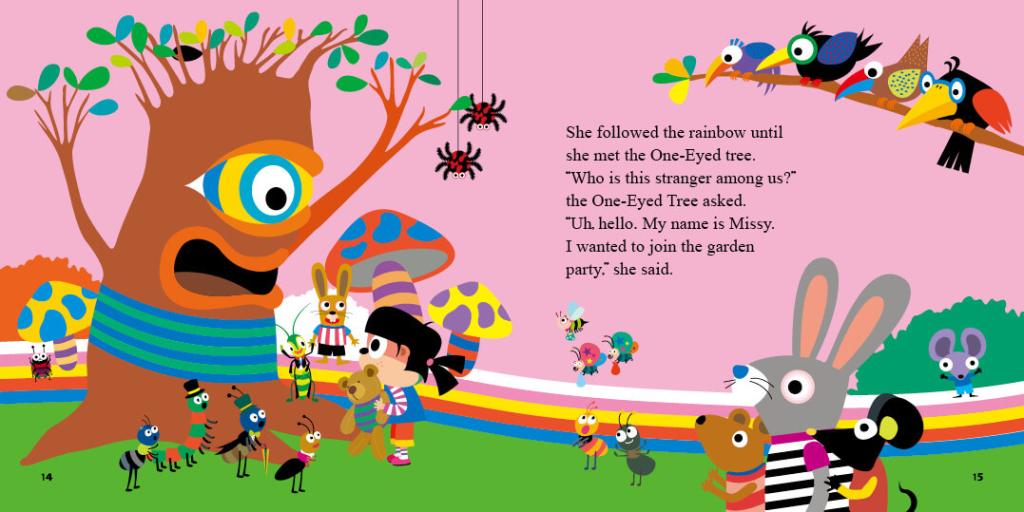 She followed the rainbow until
she met the One-Eyed tree.
"Who is this stranger among us?"
the One-Eyed Tree asked.
"Uh, hello. My name is Missy.
I wanted to join the garden
party," she said.
14
15